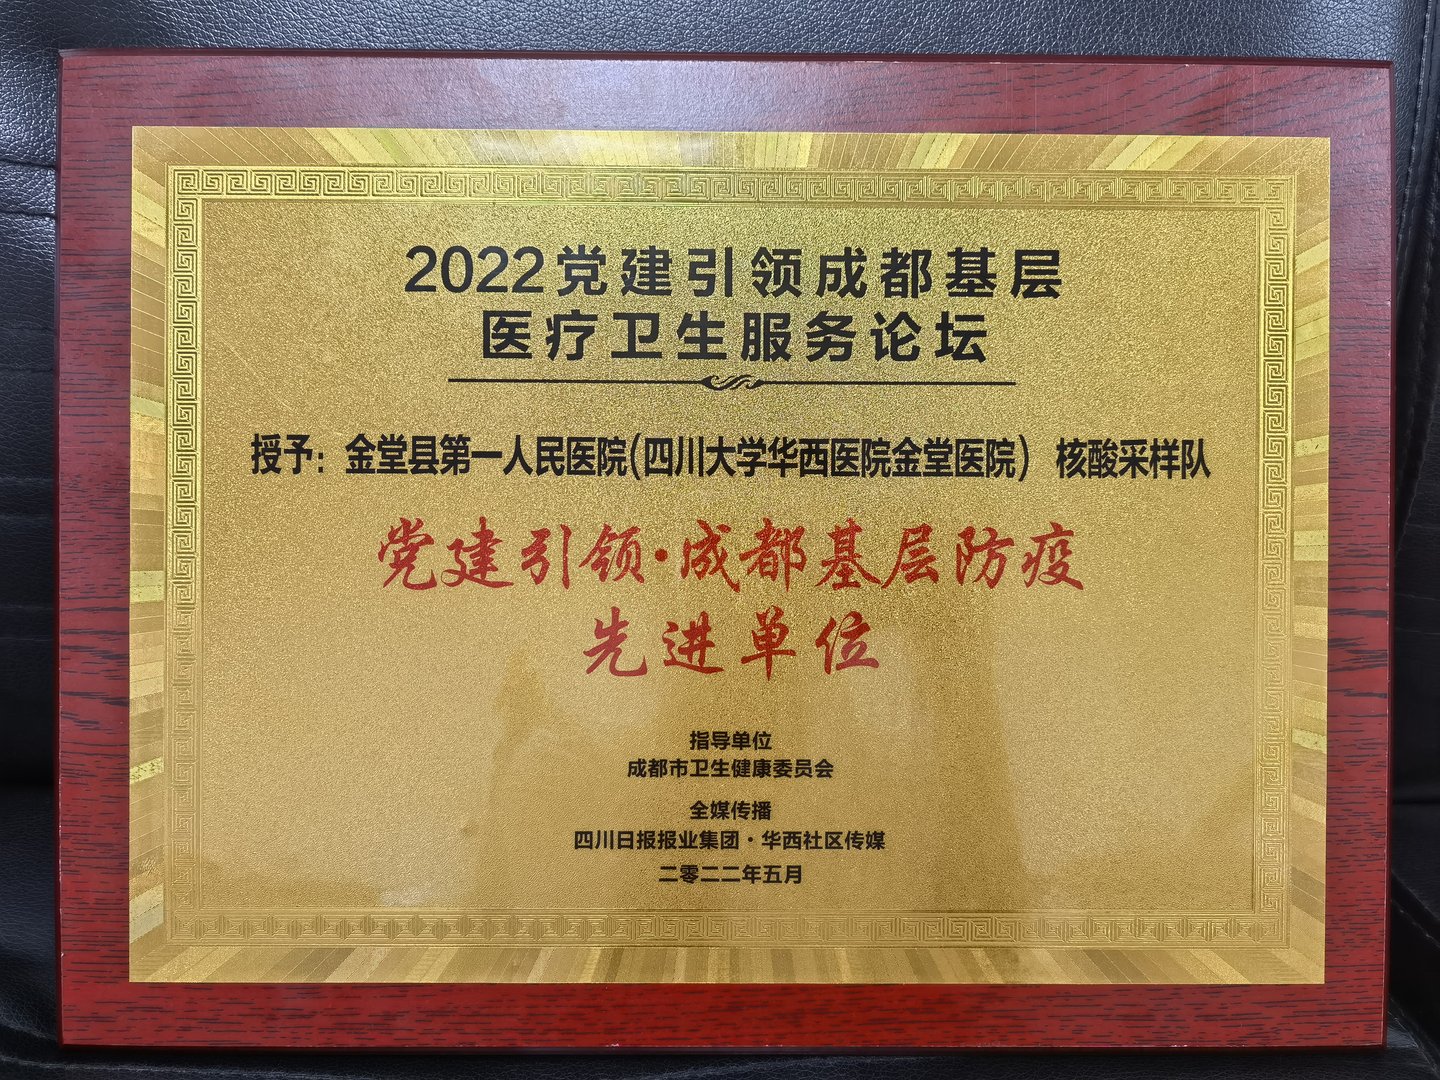 2022党建引领成都基层
医疗卫生服务论坛
授予：金堂县第一人民医院(四川大学华西医院金堂医院） 核酸采样队
党建引领·成都基层防疫
先进单位
指导单位
成都市卫生健康委员会
全媒传播
四川日报报业集团·华西社区传媒
二零二二年五月